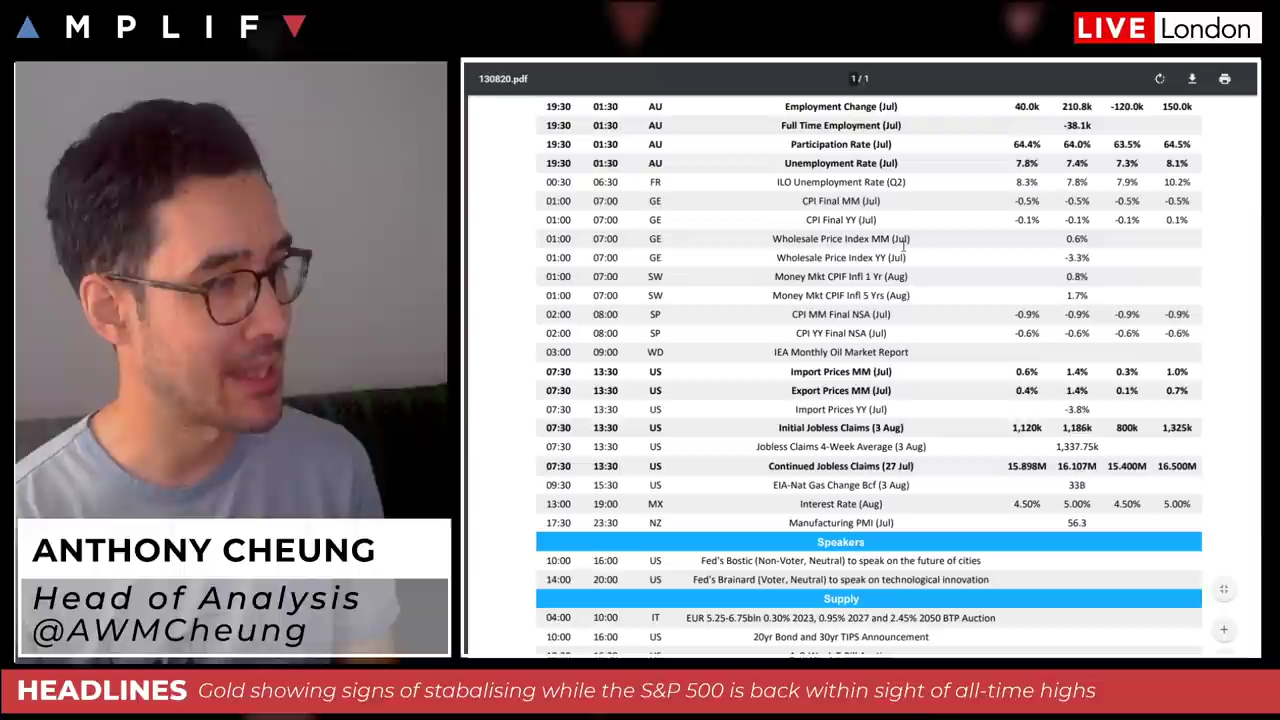 AMPLIFY
LIVE London
130820.pdf
1 / 1
19:30 01:30 AU Employment Change (Jul) 40.0k 210.8k -120.0k 150.0k
19:30 01:30 AU Full Time Employment (Jul) -38.1k
19:30 01:30 AU Participation Rate (Jul) 64.4% 64.0% 63.5% 64.5%
19:30 01:30 AU Unemployment Rate (Jul) 7.8% 7.4% 7.3% 8.1%
00:30 06:30 FR ILO Unemployment Rate (Q2) 8.3% 7.8% 7.9% 10.2%
01:00 07:00 GE CPI Final MM (Jul) -0.5% -0.5% -0.5% -0.5%
01:00 07:00 GE CPI Final YY (Jul) -0.1% -0.1% -0.1% 0.1%
01:00 07:00 GE Wholesale Price Index MM (Jul) 0.6%
01:00 07:00 GE Wholesale Price Index YY (Jul) -3.3%
01:00 07:00 SW Money Mkt CPIF Infl 1 Yr (Aug) 0.8%
01:00 07:00 SW Money Mkt CPIF Infl 5 Yrs (Aug) 1.7%
02:00 08:00 SP CPI MM Final NSA (Jul) -0.9% -0.9% -0.9% -0.9%
02:00 08:00 SP CPI YY Final NSA (Jul) -0.6% -0.6% -0.6% -0.6%
03:00 09:00 WD IEA Monthly Oil Market Report
07:30 13:30 US Import Prices MM (Jul) 0.6% 1.4% 0.3% 1.0%
07:30 13:30 US Export Prices MM (Jul) 0.4% 1.4% 0.1% 0.7%
07:30 13:30 US Import Prices YY (Jul) -3.8%
07:30 13:30 US Initial Jobless Claims (3 Aug) 1,120k 1,186k 800k 1,325k
07:30 13:30 US Jobless Claims 4-Week Average (3 Aug) 1,337.75k
07:30 13:30 US Continued Jobless Claims (27 Jul) 15.898M 16.107M 15.400M 16.500M
09:30 15:30 US EIA-Nat Gas Change Bcf (3 Aug) 33B
13:00 19:00 MX Interest Rate (Aug) 4.50% 5.00% 4.50% 5.00%
17:30 23:30 NZ Manufacturing PMI (Jul) 56.3
Speakers
10:00 16:00 US Fed's Bostic (Non-Voter, Neutral) to speak on the future of cities
14:00 20:00 US Fed's Brainard (Voter, Neutral) to speak on technological innovation
Supply
04:00 10:00 IT EUR 5.25-6.75bln 0.30% 2023, 0.95% 2027 and 2.45% 2050 BTP Auction
10:00 16:00 US 20yr Bond and 30yr TIPS Announcement
ANTHONY CHEUNG
Head of Analysis
@AWMCheung
HEADLINES Gold showing signs of stabalising while the S&P 500 is back within sight of all-time highs